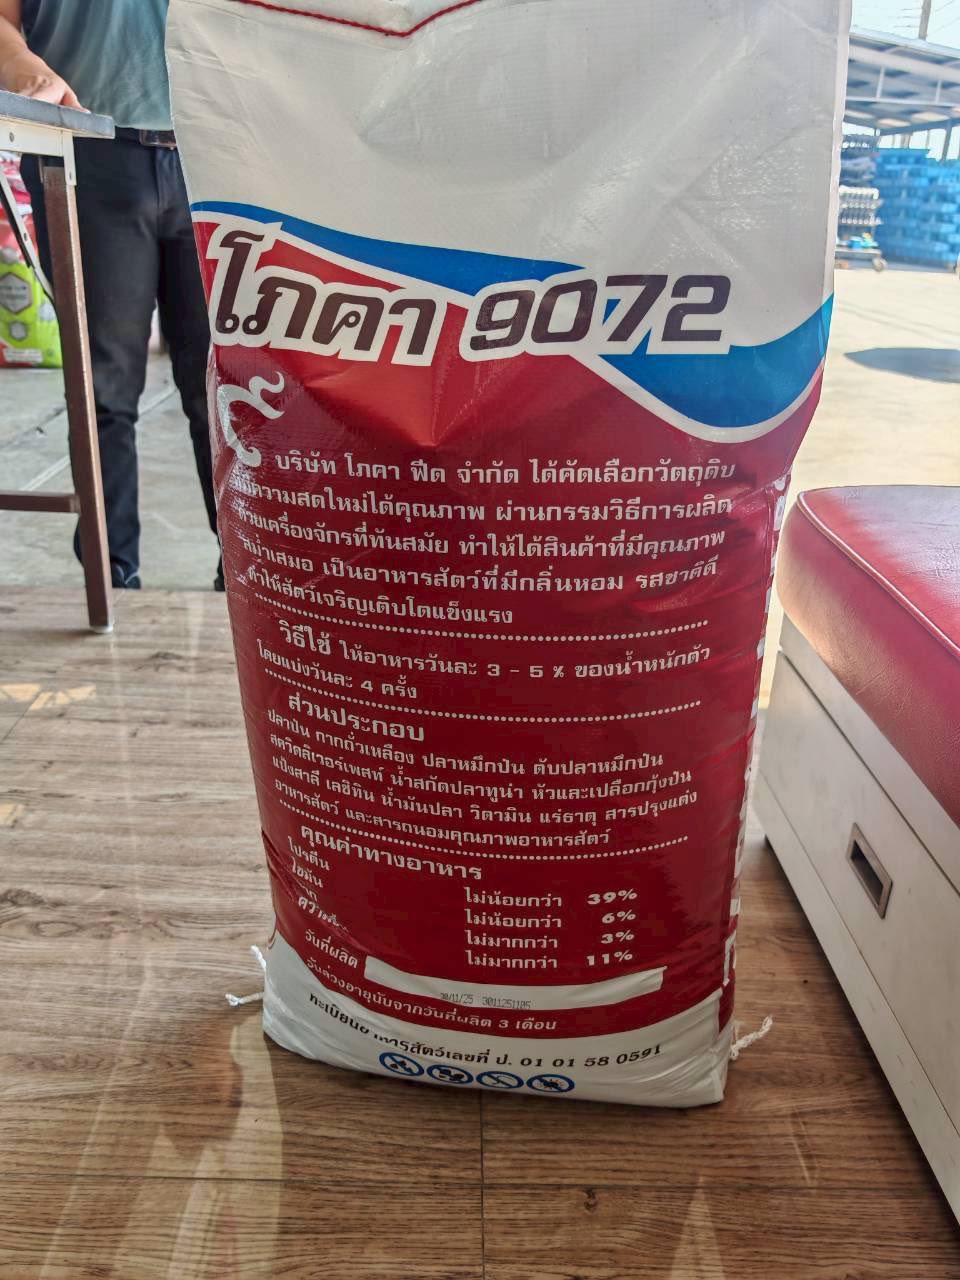 โภคา 9072
บริษัท โภคา ฟีด จำกัด ได้คัดเลือกวัตถุดิบ
ที่มีความสดใหม่ได้คุณภาพ ผ่านกรรมวิธีการผลิต
ด้วยเครื่องจักรที่ทันสมัย ทำให้ได้สินค้าที่มีคุณภาพ
สม่ำเสมอ เป็นอาหารสัตว์ที่มีกลิ่นหอม รสชาติดี
ทำให้สัตว์เจริญเติบโตแข็งแรง
วิธีใช้ ให้อาหารวันละ 3 - 5 % ของน้ำหนักตัว
โดยแบ่งวันละ 4 ครั้ง
ส่วนประกอบ
ปลาป่น กากถั่วเหลือง ปลาหมึกป่น ตับปลาหมึกป่น
สควิดลิเวอร์เพสท์ น้ำสกัดปลาทูน่า หัวและเปลือกกุ้งป่น
แป้งสาลี เลซิทิน น้ำมันปลา วิตามิน แร่ธาตุ สารปรุงแต่ง
อาหารสัตว์ และสารถนอมคุณภาพอาหารสัตว์
คุณค่าทางอาหาร
โปรตีน ไม่น้อยกว่า 39%
ไขมัน ไม่น้อยกว่า 6%
ไม่มากกว่า 3%
ไม่มากกว่า 11%
วันที่ผลิต 30/11/25 3011251105
วันล่วงอายุนับจากวันที่ผลิต 3 เดือน
ทะเบียนอาหารสัตว์เลขที่ ป. 01 01 58 0591